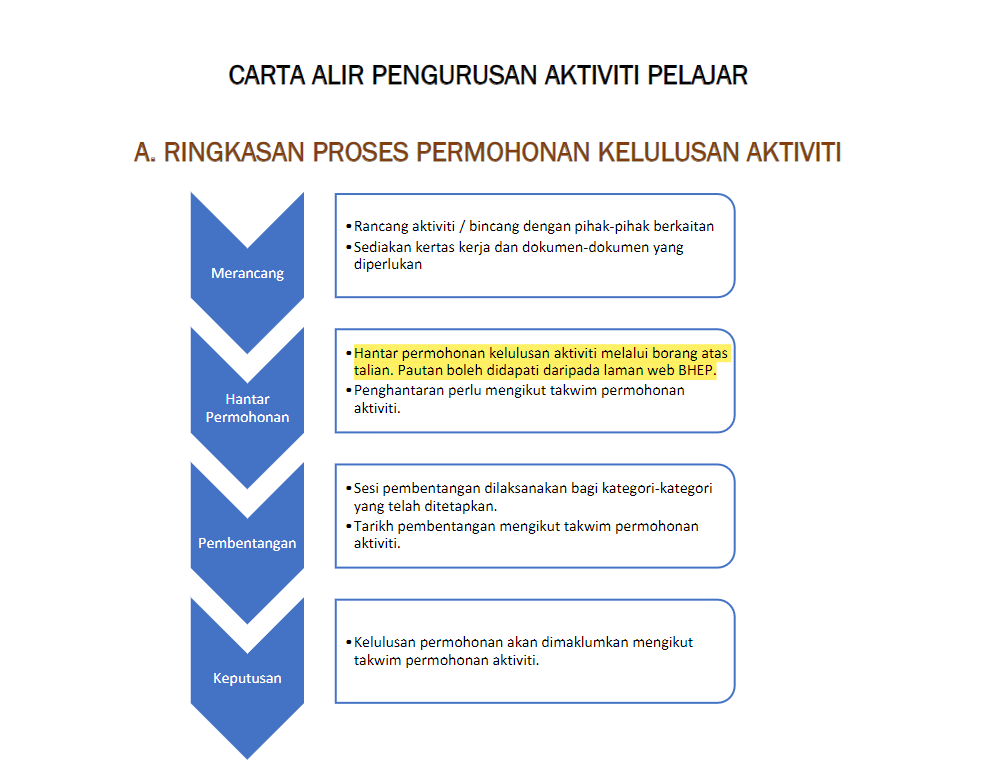 CARTA ALIR PENGURUSAN AKTIVITI PELAJAR
A. RINGKASAN PROSES PERMOHONAN KELULUSAN AKTIVITI
Merancang
•Rancang aktiviti / bincang dengan pihak-pihak berkaitan
•Sediakan kertas kerja dan dokumen-dokumen yang
diperlukan
Hantar
Permohonan
•Hantar permohonan kelulusan aktiviti melalui borang atas
talian. Pautan boleh didapati daripada laman web BHEP.
•Penghantaran perlu mengikut takwim permohonan
aktiviti.
Pembentangan
•Sesi pembentangan dilaksanakan bagi kategori-kategori
yang telah ditetapkan.
•Tarikh pembentangan mengikut takwim permohonan
aktiviti.
Keputusan
•Kelulusan permohonan akan dimaklumkan mengikut
takwim permohonan aktiviti.